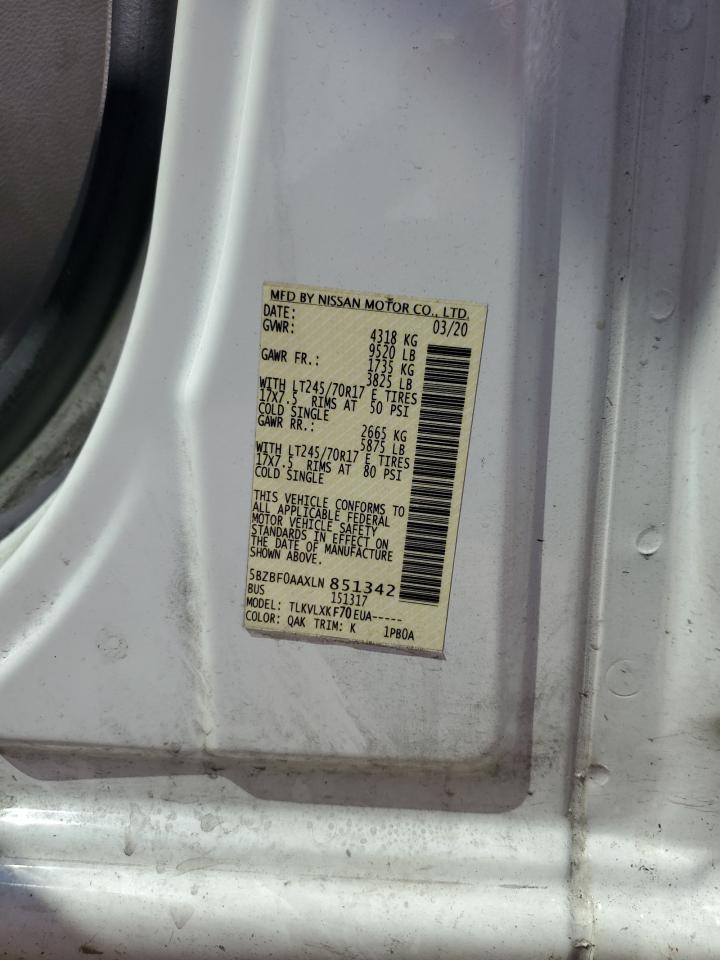 MFD BY NISSAN MOTOR CO., LTD.
DATE: 03/20
GVWR: 4318 KG
9520 LB
GAWR FR.: 1735 KG
3825 LB
WITH LT245/70R17 E TIRES
17X7.5 RIMS AT 50 PSI
COLD SINGLE
GAWR RR.: 2665 KG
5875 LB
WITH LT245/70R17 E TIRES
17X7.5 RIMS AT 80 PSI
COLD SINGLE
THIS VEHICLE CONFORMS TO
ALL APPLICABLE FEDERAL
MOTOR VEHICLE SAFETY
STANDARDS IN EFFECT ON
THE DATE OF MANUFACTURE
SHOWN ABOVE.
5BZBF0AAXLN 851342
BUS 151317
MODEL: TLKVLXKF70EUA-----
COLOR: QAK TRIM: K 1PB0A